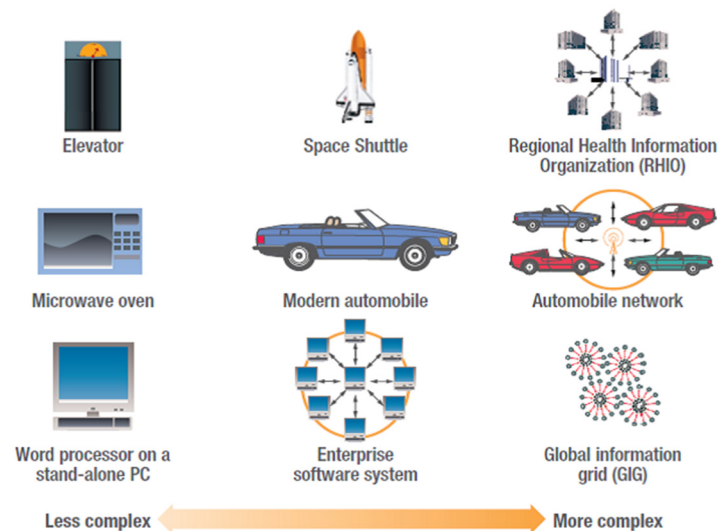 Elevator
Space Shuttle
Regional Health Information
Organization (RHIO)
Microwave oven
Modern automobile
Automobile network
Word processor on a
stand-alone PC
Enterprise
software system
Global information
grid (GIG)
Less complex
More complex